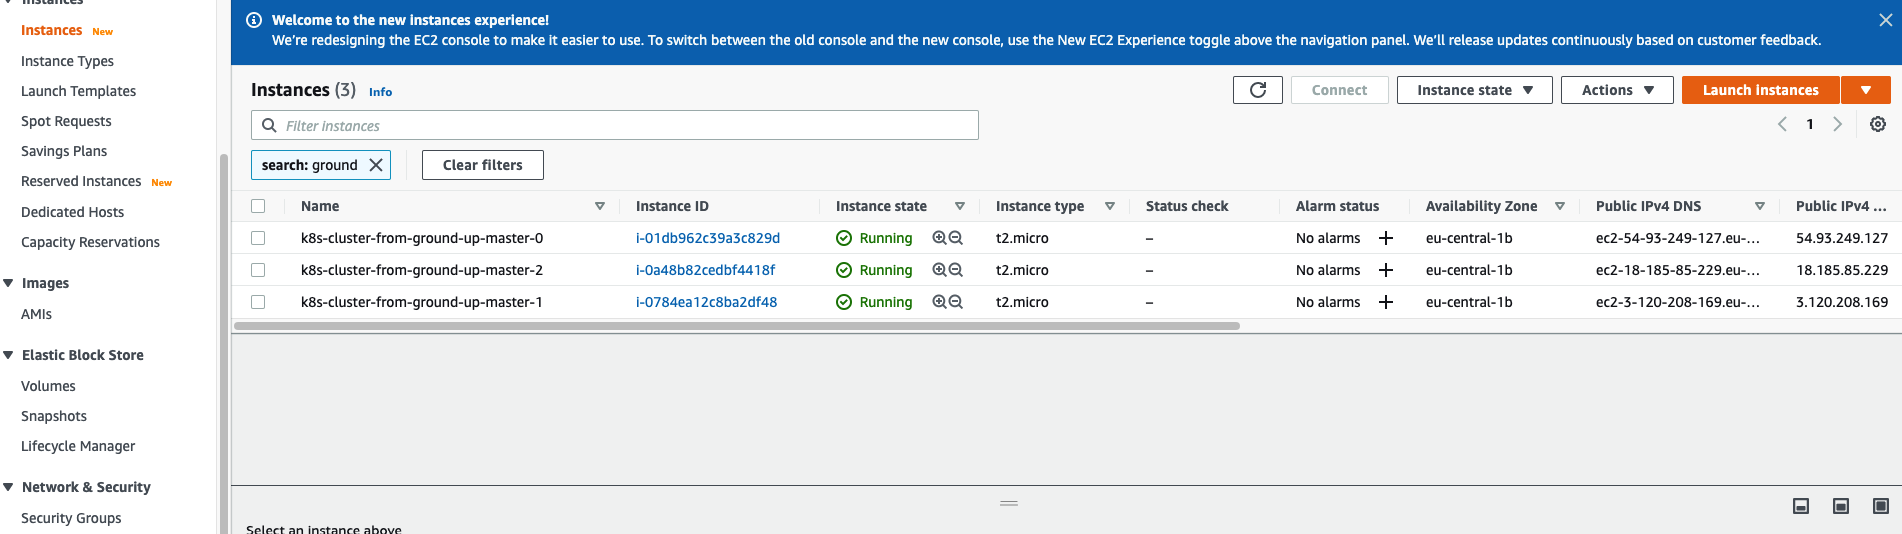 Instances
Instances New
Instance Types
Launch Templates
Spot Requests
Savings Plans
Reserved Instances New
Dedicated Hosts
Capacity Reservations
Images
AMIs
Elastic Block Store
Volumes
Snapshots
Lifecycle Manager
Network & Security
Security Groups
Welcome to the new instances experience!
We're redesigning the EC2 console to make it easier to use. To switch between the old console and the new console, use the New EC2 Experience toggle above the navigation panel. We'll release updates continuously based on customer feedback.
Instances (3) Info
Connect
Instance state
Actions
Launch instances
Filter instances
1
search: ground
Clear filters
Name Instance ID Instance state Instance type Status check Alarm status Availability Zone Public IPv4 DNS Public IPv4 ...
k8s-cluster-from-ground-up-master-0 i-01db962c39a3c829d Running t2.micro – No alarms + eu-central-1b ec2-54-93-249-127.eu-... 54.93.249.127
k8s-cluster-from-ground-up-master-2 i-0a48b82cedbf4418f Running t2.micro – No alarms + eu-central-1b ec2-18-185-85-229.eu-... 18.185.85.229
k8s-cluster-from-ground-up-master-1 i-0784ea12c8ba2df48 Running t2.micro – No alarms + eu-central-1b ec2-3-120-208-169.eu-... 3.120.208.169
Select an instance above